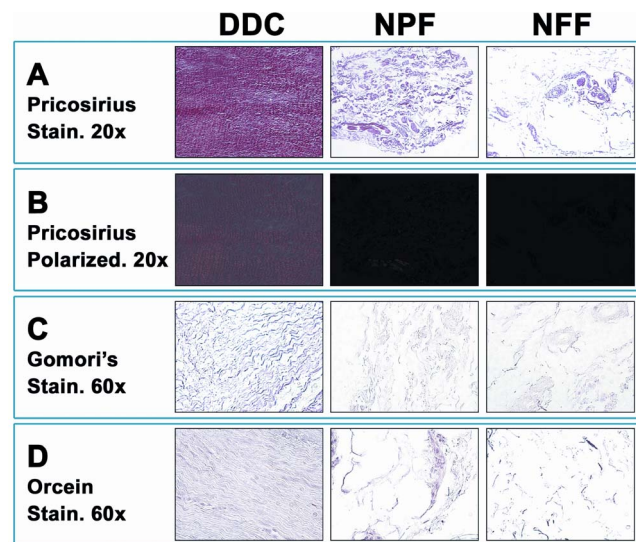 DDC NPF NFF
A
Pricosirius
Stain. 20x
B
Pricosirius
Polarized. 20x
C
Gomori's
Stain. 60x
D
Orcein
Stain. 60x